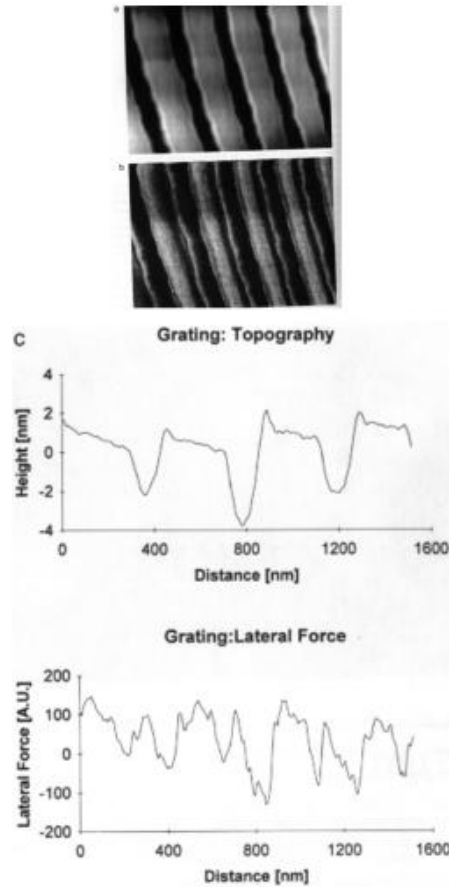 a
b
C
Grating: Topography
4
2
0
-2
-4
Height [nm]
0
400
800
1200
1600
Distance [nm]
Grating:Lateral Force
200
100
0
-100
-200
Lateral Force [A.U.]
0
400
800
1200
1600
Distance [nm]